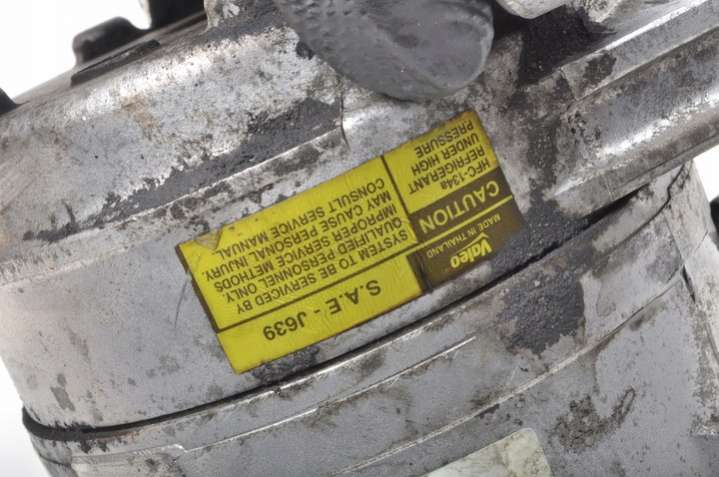 Valeo
MADE IN THAILAND
CAUTION
HFC-134a
REFRIGERANT
UNDER HIGH
PRESSURE
S.A.E - J639
SYSTEM TO BE SERVICED BY
QUALIFIED PERSONNEL ONLY.
IMPROPER SERVICE METHODS
MAY CAUSE PERSONAL INJURY.
CONSULT SERVICE MANUAL